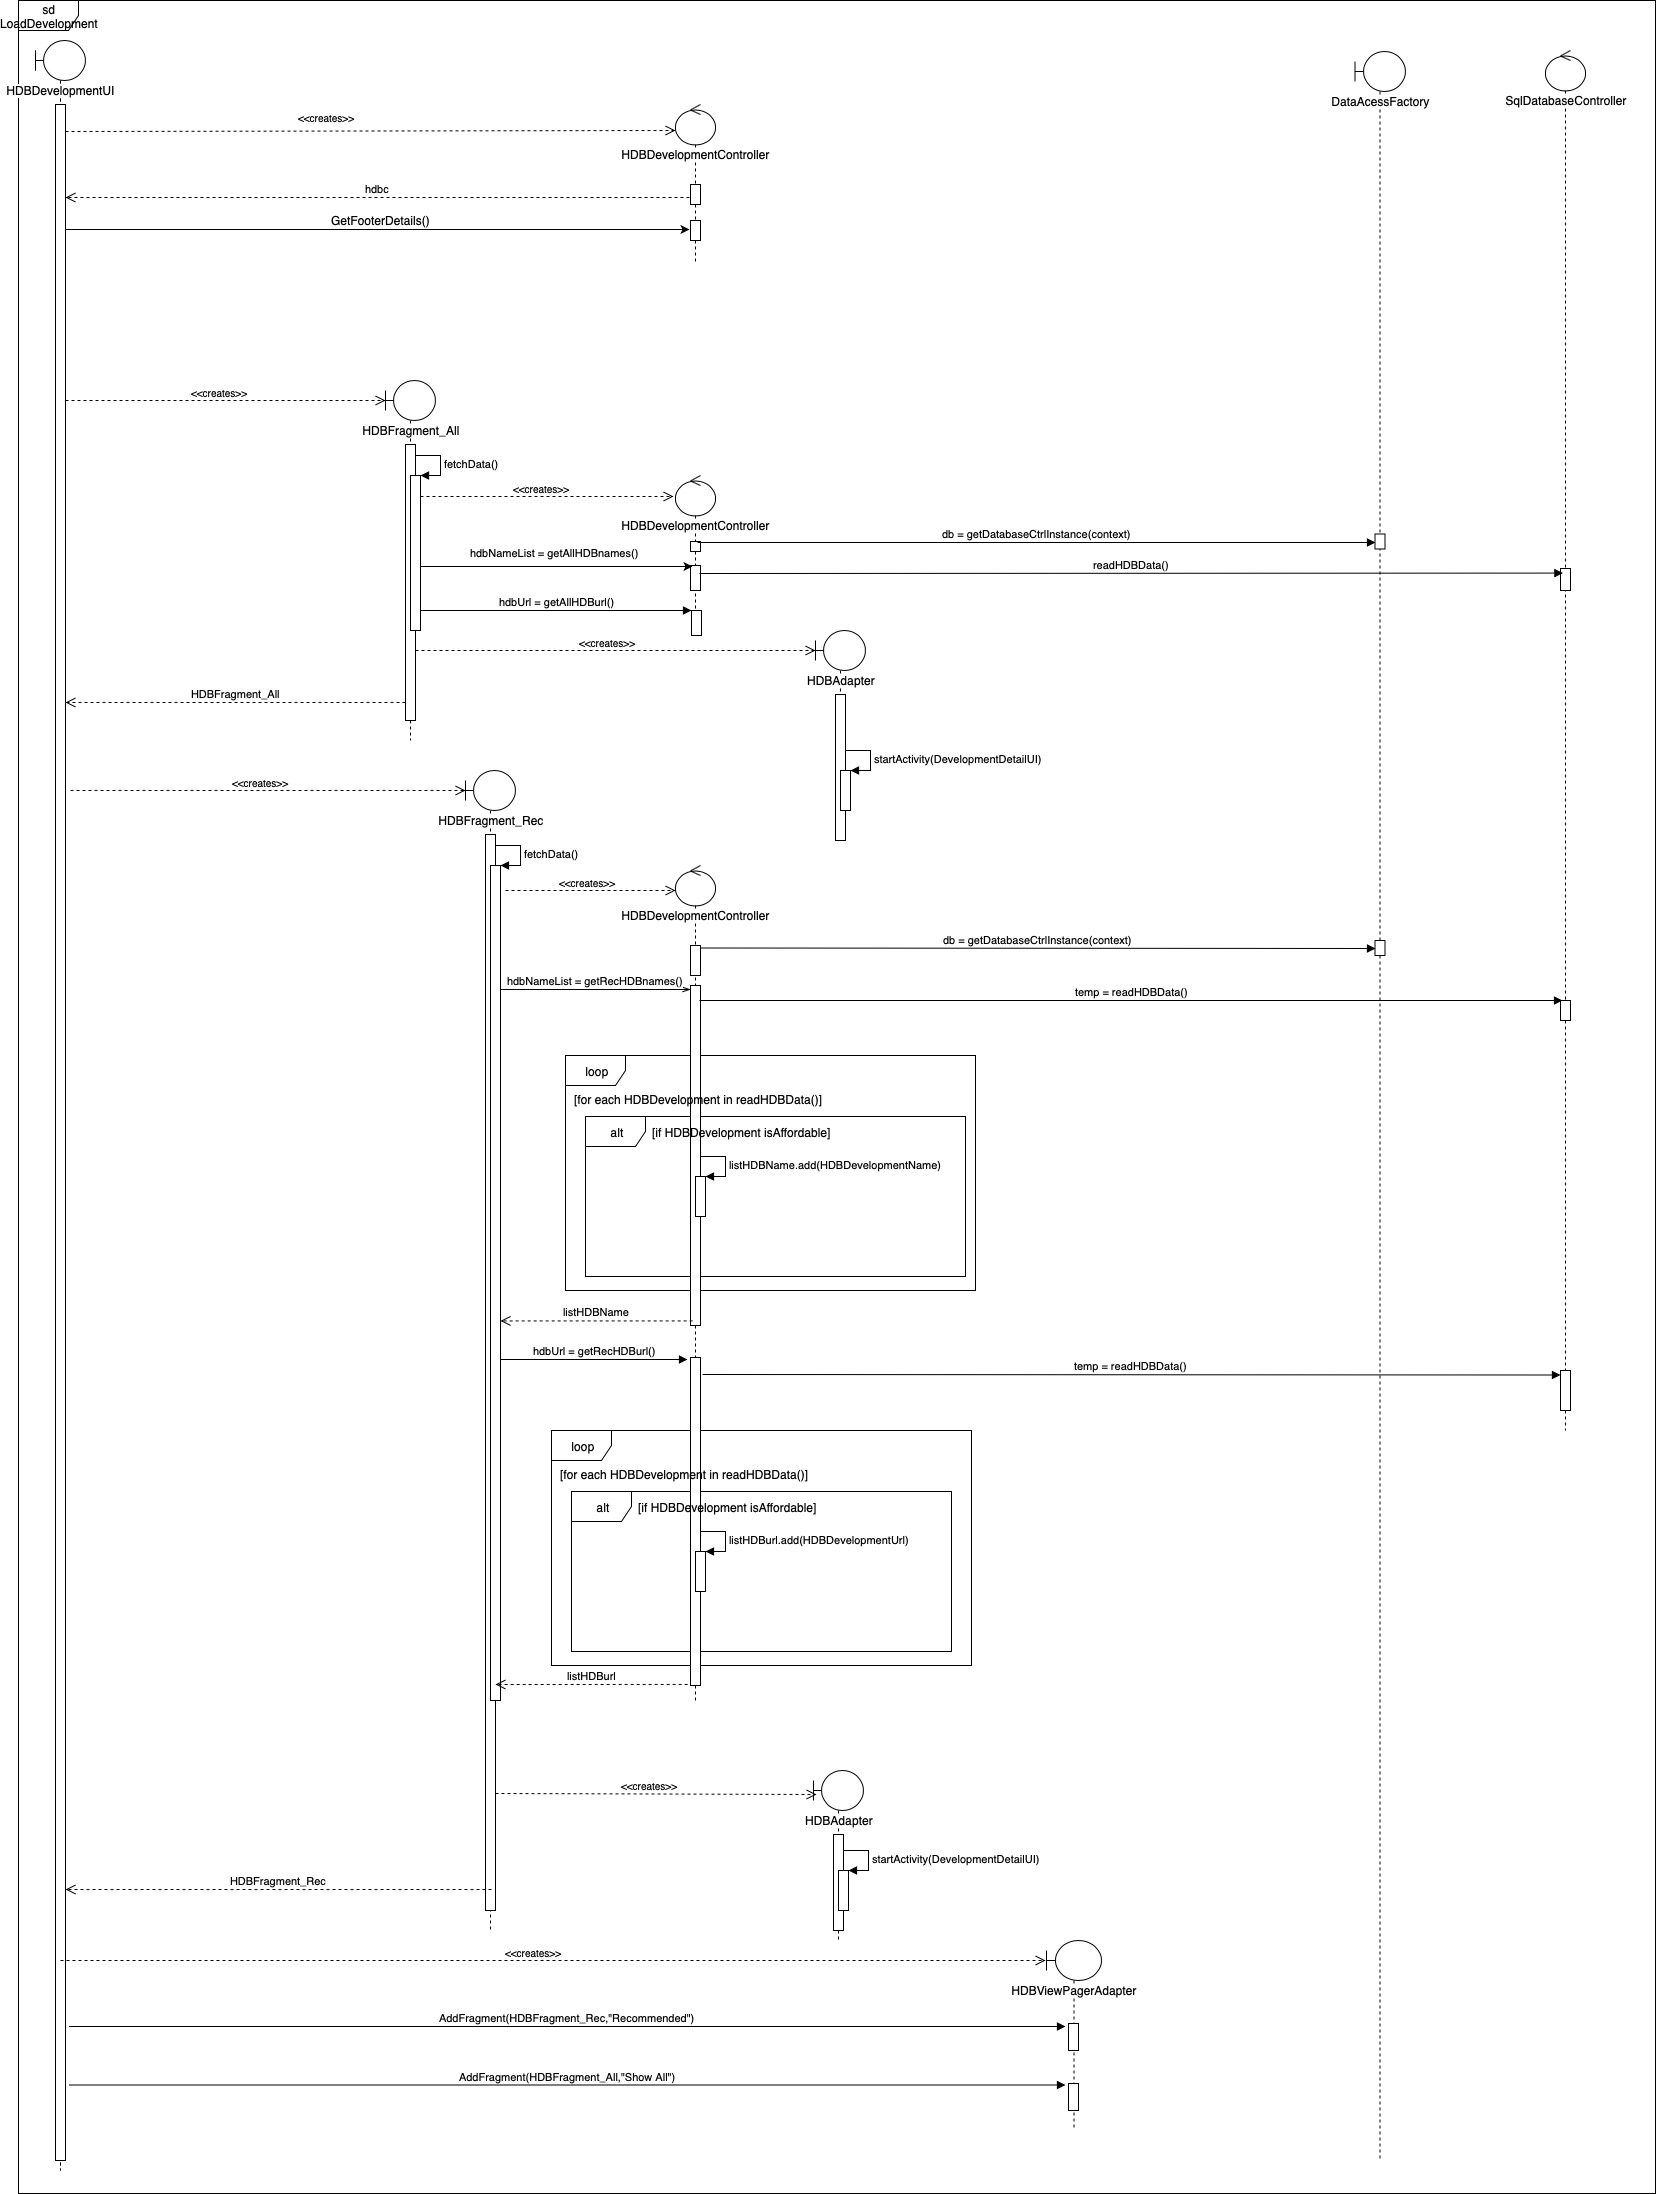 sd
LoadDevelopment
HDBDevelopmentUI
DataAcessFactory
SqlDatabaseController
<<creates>>
HDBDevelopmentController
hdbc
GetFooterDetails()
<<creates>>
HDBFragment_All
fetchData()
<<creates>>
HDBDevelopmentController
db = getDatabaseCtrlInstance(context)
hdbNameList = getAllHDBnames()
readHDBData()
hdbUrl = getAllHDBurl()
<<creates>>
HDBAdapter
HDBFragment_All
startActivity(DevelopmentDetailUI)
<<creates>>
HDBFragment_Rec
fetchData()
<<creates>>
HDBDevelopmentController
db = getDatabaseCtrlInstance(context)
hdbNameList = getRecHDBnames()
temp = readHDBData()
loop
[for each HDBDevelopment in readHDBData()]
alt
[if HDBDevelopment isAffordable]
listHDBName.add(HDBDevelopmentName)
listHDBName
hdbUrl = getRecHDBurl()
temp = readHDBData()
loop
[for each HDBDevelopment in readHDBData()]
alt
[if HDBDevelopment isAffordable]
listHDBurl.add(HDBDevelopmentUrl)
listHDBurl
<<creates>>
HDBAdapter
startActivity(DevelopmentDetailUI)
HDBFragment_Rec
<<creates>>
HDBViewPagerAdapter
AddFragment(HDBFragment_Rec,"Recommended")
AddFragment(HDBFragment_All,"Show All")